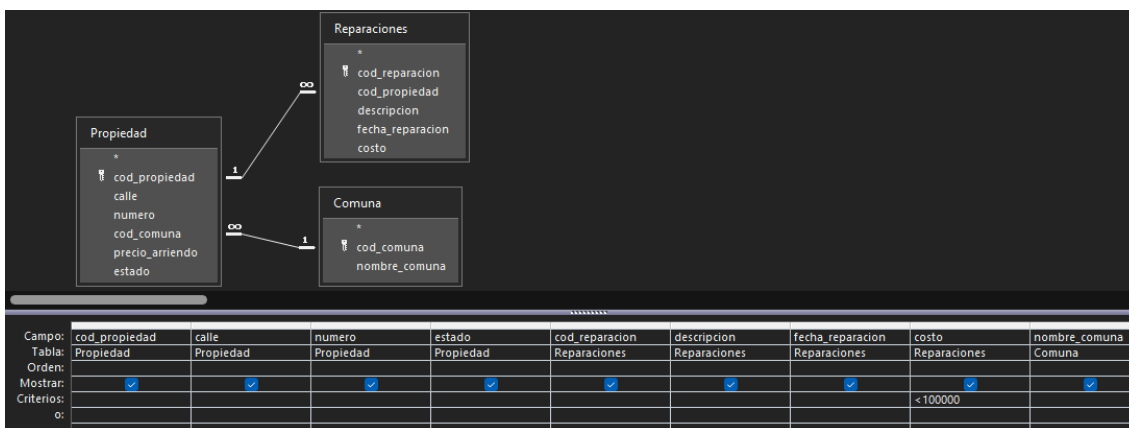 Reparaciones
*
cod_reparacion
cod_propiedad
descripcion
fecha_reparacion
costo
∞
1
Propiedad
*
cod_propiedad
calle
numero
cod_comuna
precio_arriendo
estado
∞
1
Comuna
*
cod_comuna
nombre_comuna
Campo: cod_propiedad calle numero estado cod_reparacion descripcion fecha_reparacion costo nombre_comuna
Tabla: Propiedad Propiedad Propiedad Propiedad Reparaciones Reparaciones Reparaciones Reparaciones Comuna
Orden:
Mostrar:
Criterios: <100000
o: